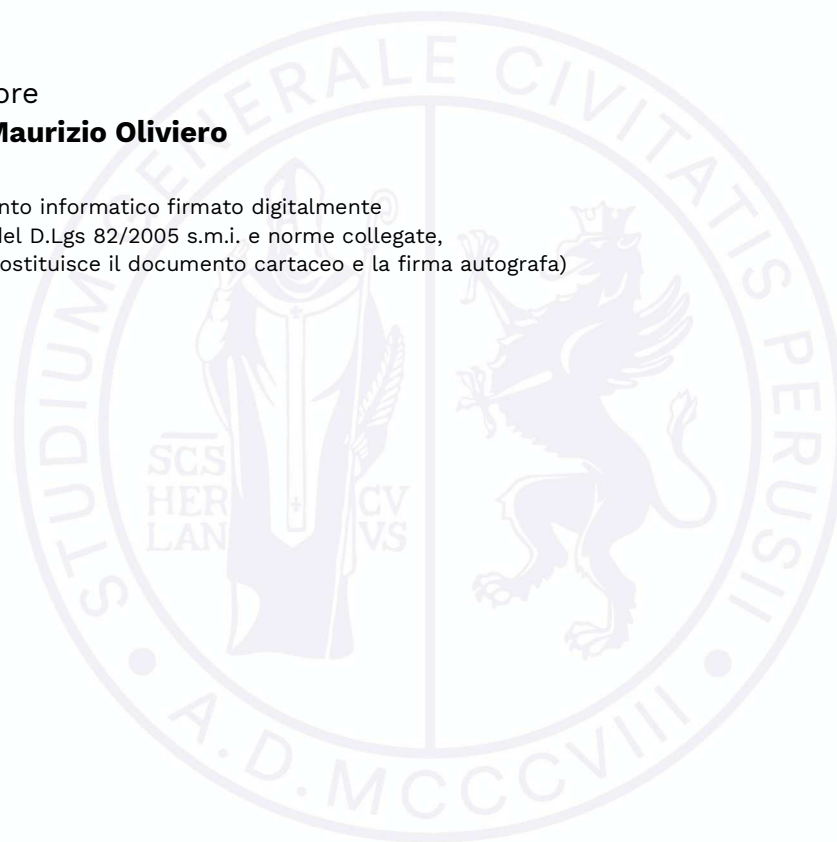 ore
Maurizio Oliviero
nto informatico firmato digitalmente
del D.Lgs 82/2005 s.m.i. e norme collegate,
ostituisce il documento cartaceo e la firma autografa)
STUDIUM GENERALE CIVITATIS PERUSII
SCS
HER CV
LAN VS
• A.D. MCCCVIII •